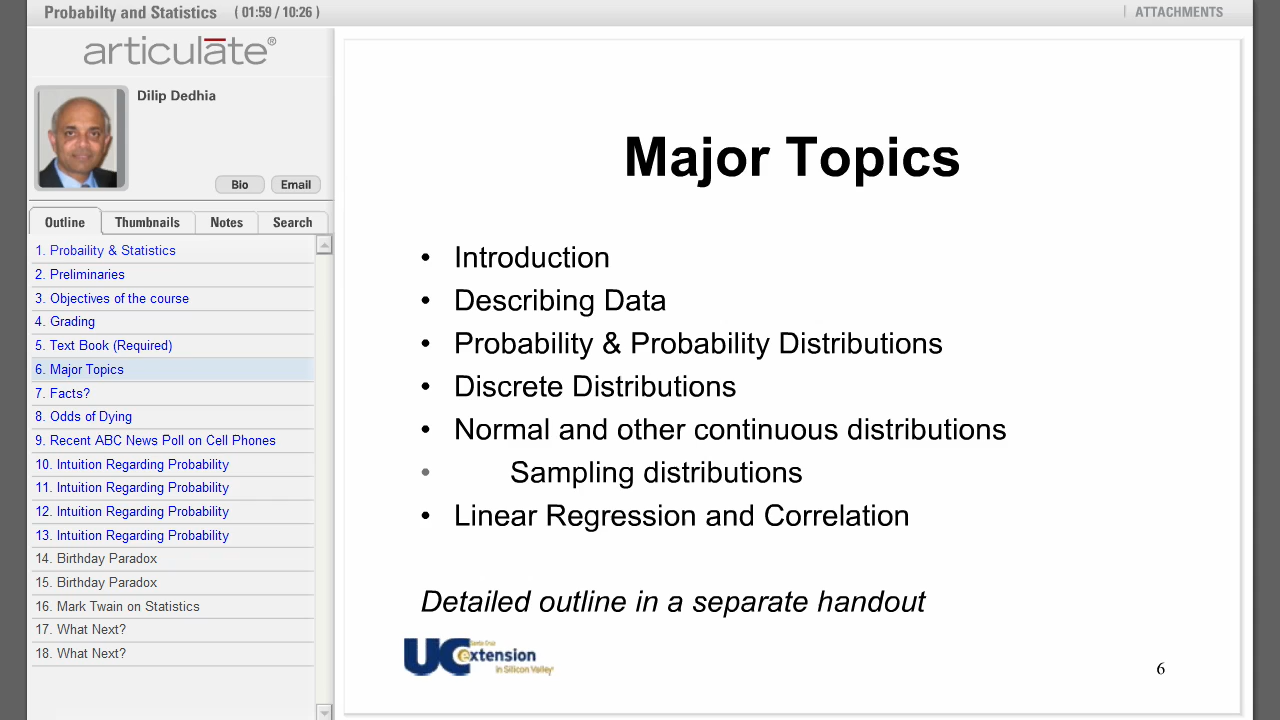 Probabilty and Statistics ( 01:59 / 10:26 )
ATTACHMENTS
articulate®
Dilip Dedhia
Bio Email
Outline Thumbnails Notes Search
1. Probaility & Statistics
2. Preliminaries
3. Objectives of the course
4. Grading
5. Text Book (Required)
6. Major Topics
7. Facts?
8. Odds of Dying
9. Recent ABC News Poll on Cell Phones
10. Intuition Regarding Probability
11. Intuition Regarding Probability
12. Intuition Regarding Probability
13. Intuition Regarding Probability
14. Birthday Paradox
15. Birthday Paradox
16. Mark Twain on Statistics
17. What Next?
18. What Next?
Major Topics
• Introduction
• Describing Data
• Probability & Probability Distributions
• Discrete Distributions
• Normal and other continuous distributions
• Sampling distributions
• Linear Regression and Correlation
Detailed outline in a separate handout
Santa Cruz
UC extension
in Silicon Valley
6